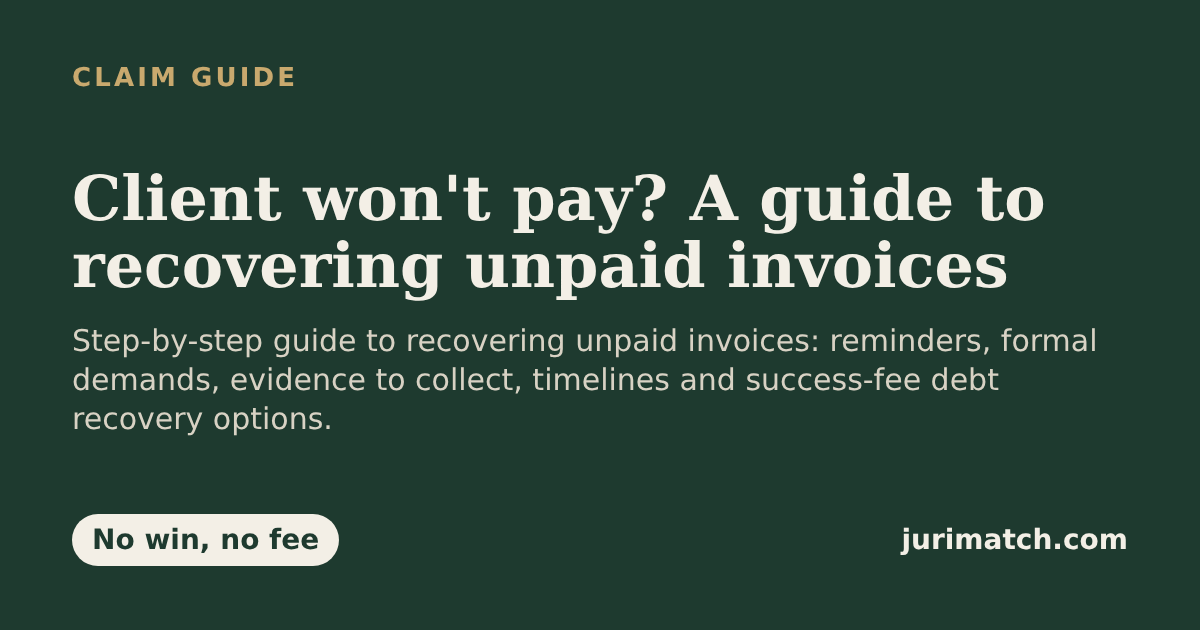 CLAIM GUIDE
Client won't pay? A guide to
recovering unpaid invoices
Step-by-step guide to recovering unpaid invoices: reminders, formal
demands, evidence to collect, timelines and success-fee debt
recovery options.
No win, no fee
jurimatch.com